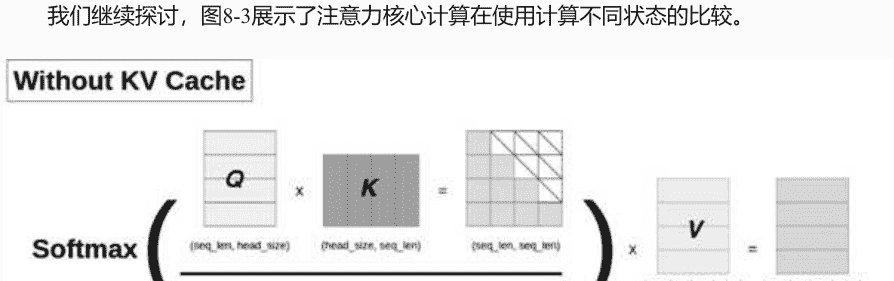 我们继续探讨，图8-3展示了注意力核心计算在使用计算不同状态的比较。
Without KV Cache
Q x K =
(seq_len, head_size) (head_size, seq_len) (seq_len, seq_len)
Softmax ( ) x V =